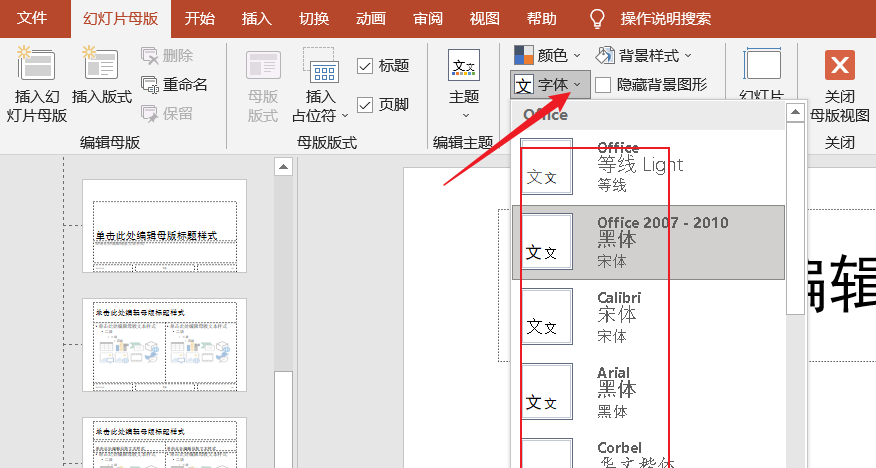 文件 幻灯片母版 开始 插入 切换 动画 审阅 视图 帮助 操作说明搜索
插入幻
灯片母版
插入版式
删除
重命名
保留
编辑母版
母版
版式
插入
占位符
标题
页脚
母版版式
文文
主题
编辑主题
颜色
背景样式
文 字体
隐藏背景图形
幻灯片
关闭
母版视图
关闭
Office
Office
文文
等线 Light
等线
Office 2007 - 2010
文文
黑体
宋体
Calibri
文文
宋体
宋体
Arial
文文
黑体
黑体
Corbel
华文楷体
单击此处编辑母版标题样式
单击此处编辑母版标题样式
单击此处编辑母版标题样式
编辑